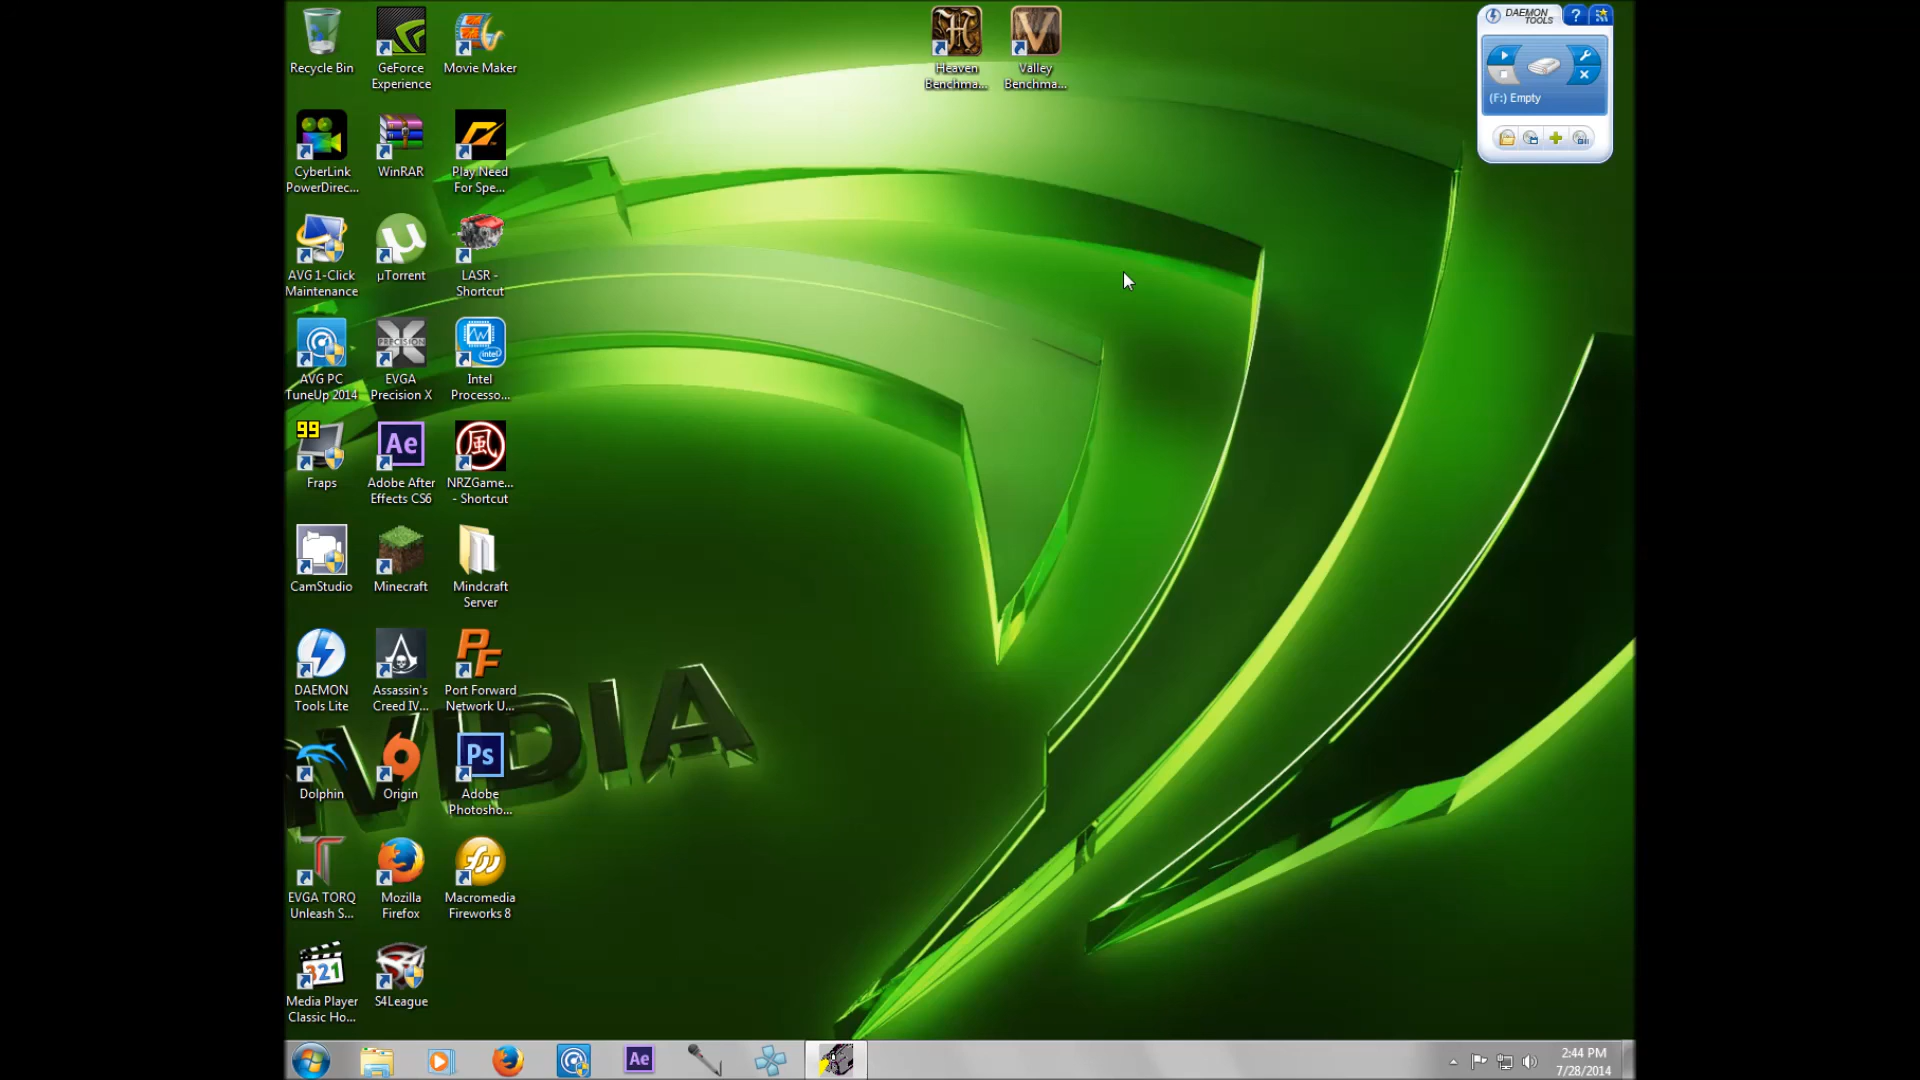 Recycle Bin
GeForce
Experience
Movie Maker
Heaven
Benchma...
Valley
Benchma...
DAEMON
TOOLS
?
(F:) Empty
CyberLink
PowerDirec...
WinRAR
Play Need
For Spe...
AVG 1-Click
Maintenance
µTorrent
LASR -
Shortcut
AVG PC
TuneUp 2014
PRECISION
EVGA
Precision X
intel
Intel
Processo...
99
Fraps
Ae
Adobe After
Effects CS6
風
NRZGame...
- Shortcut
CamStudio
Minecraft
Mindcraft
Server
DAEMON
Tools Lite
Assassin's
Creed IV...
PF
Port Forward
Network U...
NVIDIA
Dolphin
Origin
Ps
Adobe
Photosho...
EVGA TORQ
Unleash S...
Mozilla
Firefox
Macromedia
Fireworks 8
321
Media Player
Classic Ho...
S4League
Ae
2:44 PM
7/28/2014